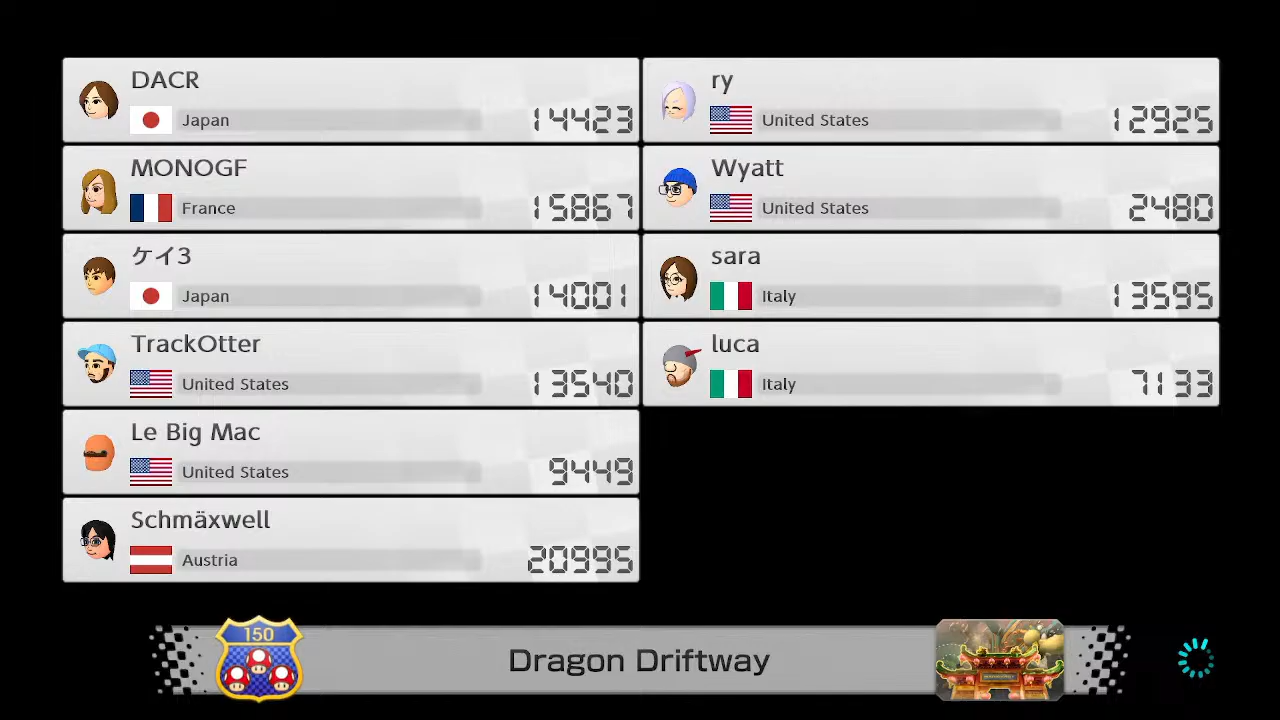 DACR
Japan
14423
MONOGF
France
15867
ケイ3
Japan
14001
TrackOtter
United States
13540
Le Big Mac
United States
9449
Schmäxwell
Austria
20995
ry
United States
12925
Wyatt
United States
2480
sara
Italy
13595
luca
Italy
7133
150
Dragon Driftway